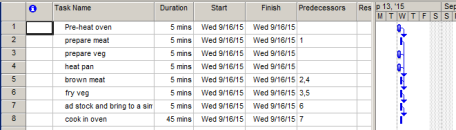 Task Name Duration Start Finish Predecessors Res p 13, '15 Sep
M T W T F S S M T
1 Pre-heat oven 5 mins Wed 9/16/15 Wed 9/16/15
2 prepare meat 5 mins Wed 9/16/15 Wed 9/16/15 1
3 prepare veg 5 mins Wed 9/16/15 Wed 9/16/15
4 heat pan 5 mins Wed 9/16/15 Wed 9/16/15
5 brown meat 5 mins Wed 9/16/15 Wed 9/16/15 2,4
6 fry veg 5 mins Wed 9/16/15 Wed 9/16/15 3,5
7 ad stock and bring to a sim 5 mins Wed 9/16/15 Wed 9/16/15 6
8 cook in oven 45 mins Wed 9/16/15 Wed 9/16/15 7